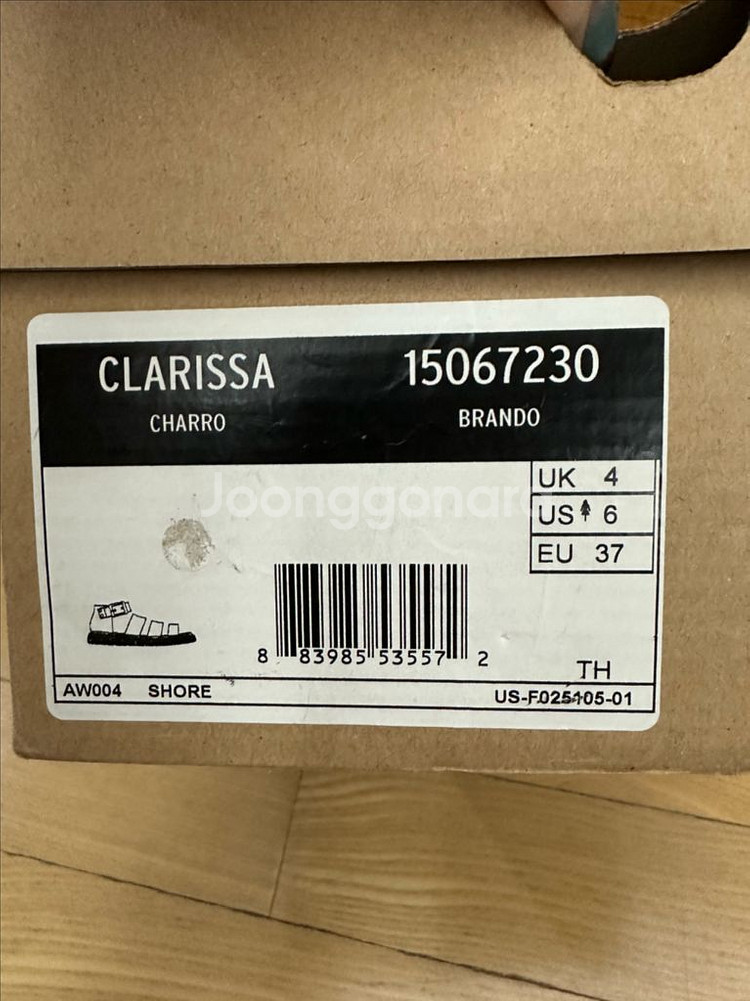 CLARISSA 15067230
CHARRO BRANDO
UK 4
Joonggonara
US 6
EU 37
8 83985 53557 2
TH
AW004 SHORE US-F025105-01